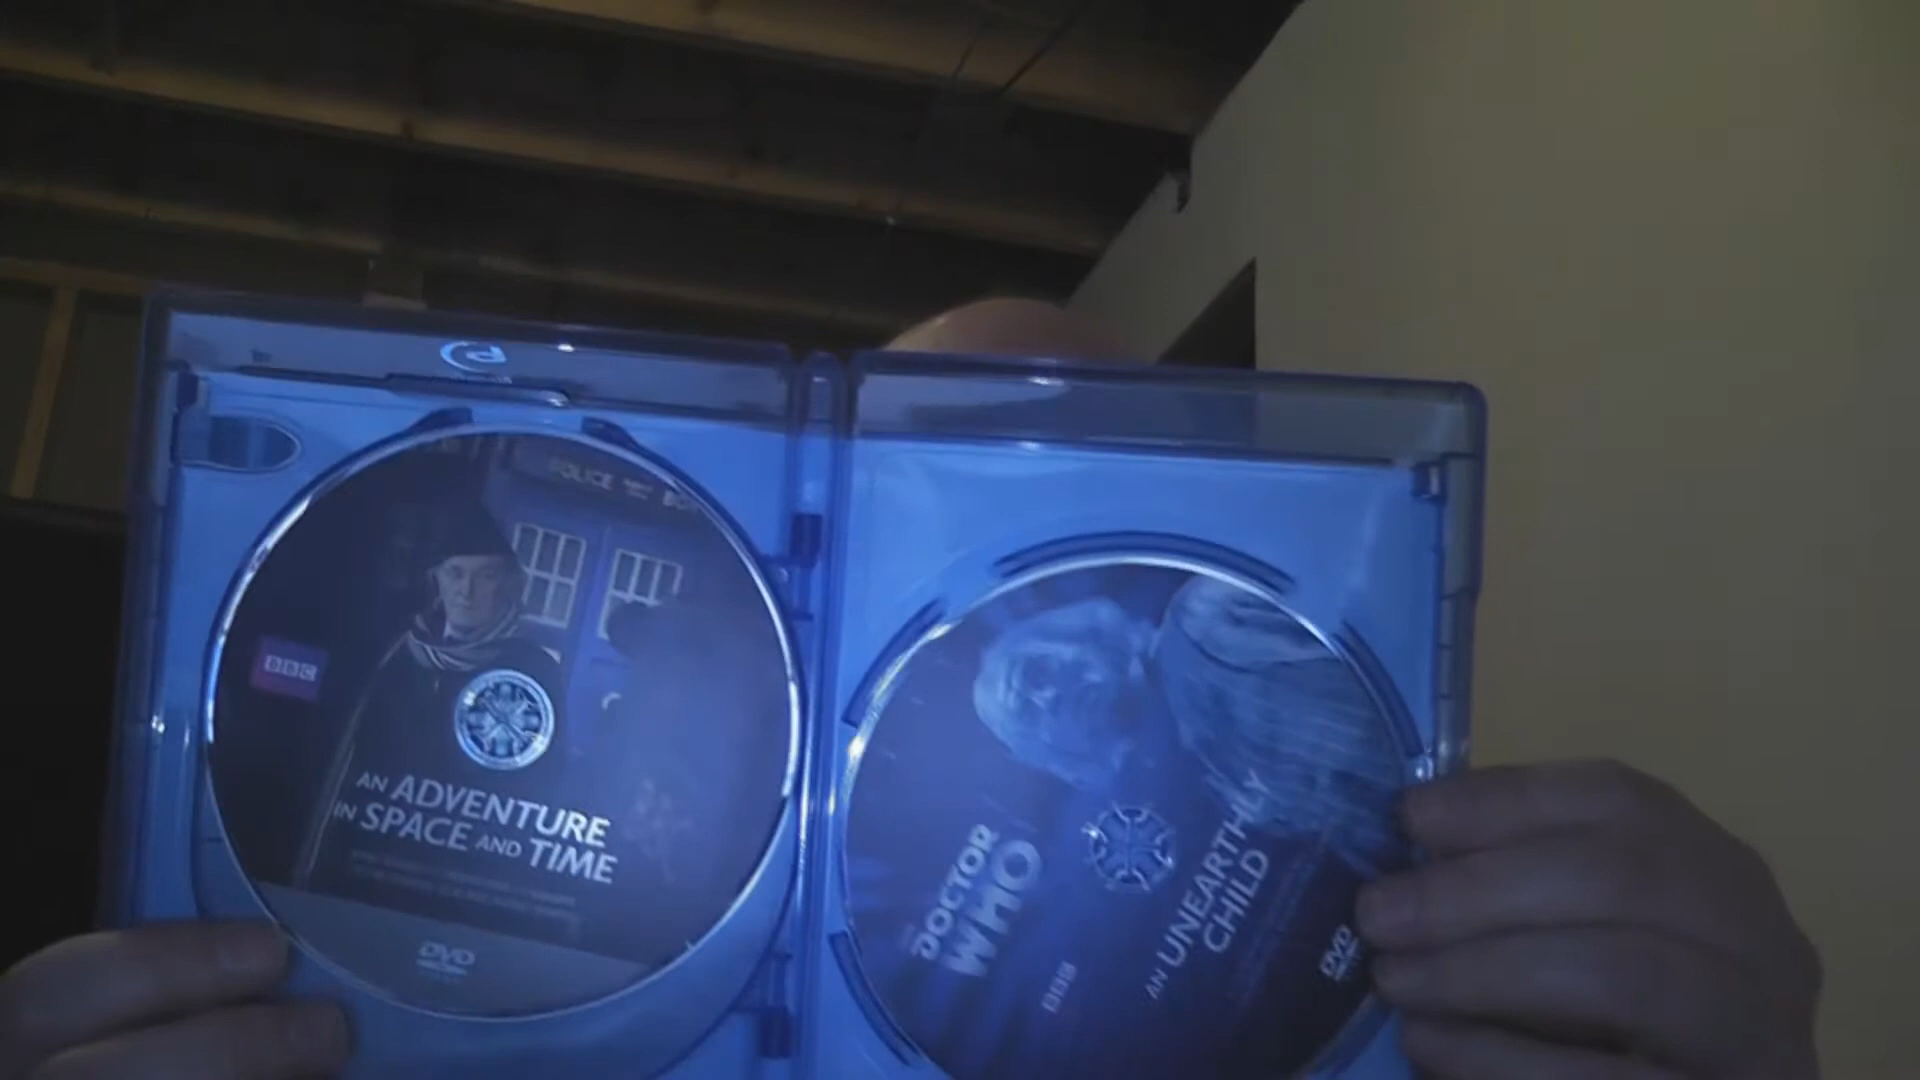 POLICE BOX
BBC
AN ADVENTURE
IN SPACE AND TIME
DVD
DOCTOR
WHO
BBC
AN UNEARTHLY
CHILD
DVD